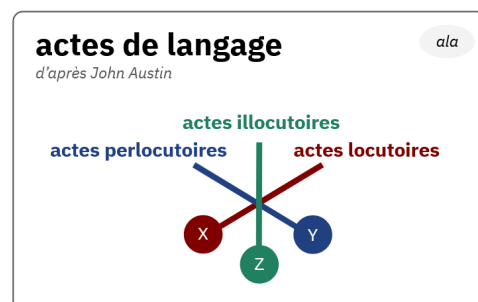 actes de langage
ala
d'après John Austin
actes illocutoires
actes perlocutoires
actes locutoires
X
Y
Z